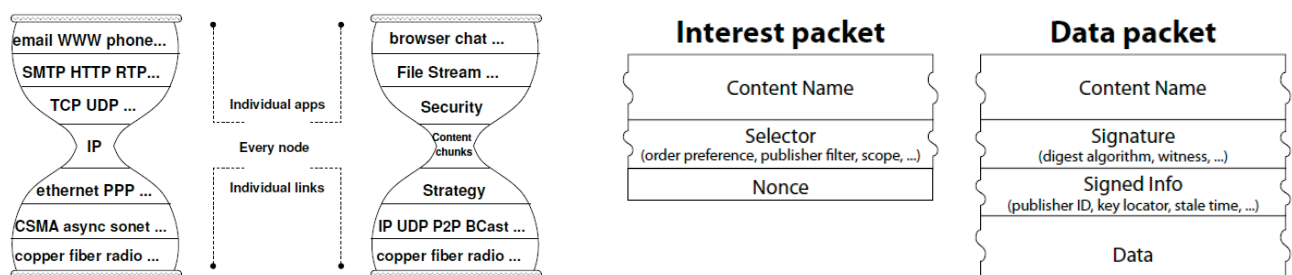 email WWW phone...
SMTP HTTP RTP...
TCP UDP ...
IP
ethernet PPP ...
CSMA async sonet ...
copper fiber radio ...
Individual apps
Every node
Individual links
browser chat ...
File Stream ...
Security
Content
chunks
Strategy
IP UDP P2P BCast ...
copper fiber radio ...
Interest packet
Content Name
Selector
(order preference, publisher filter, scope, ...)
Nonce
Data packet
Content Name
Signature
(digest algorithm, witness, ...)
Signed Info
(publisher ID, key locator, stale time, ...)
Data